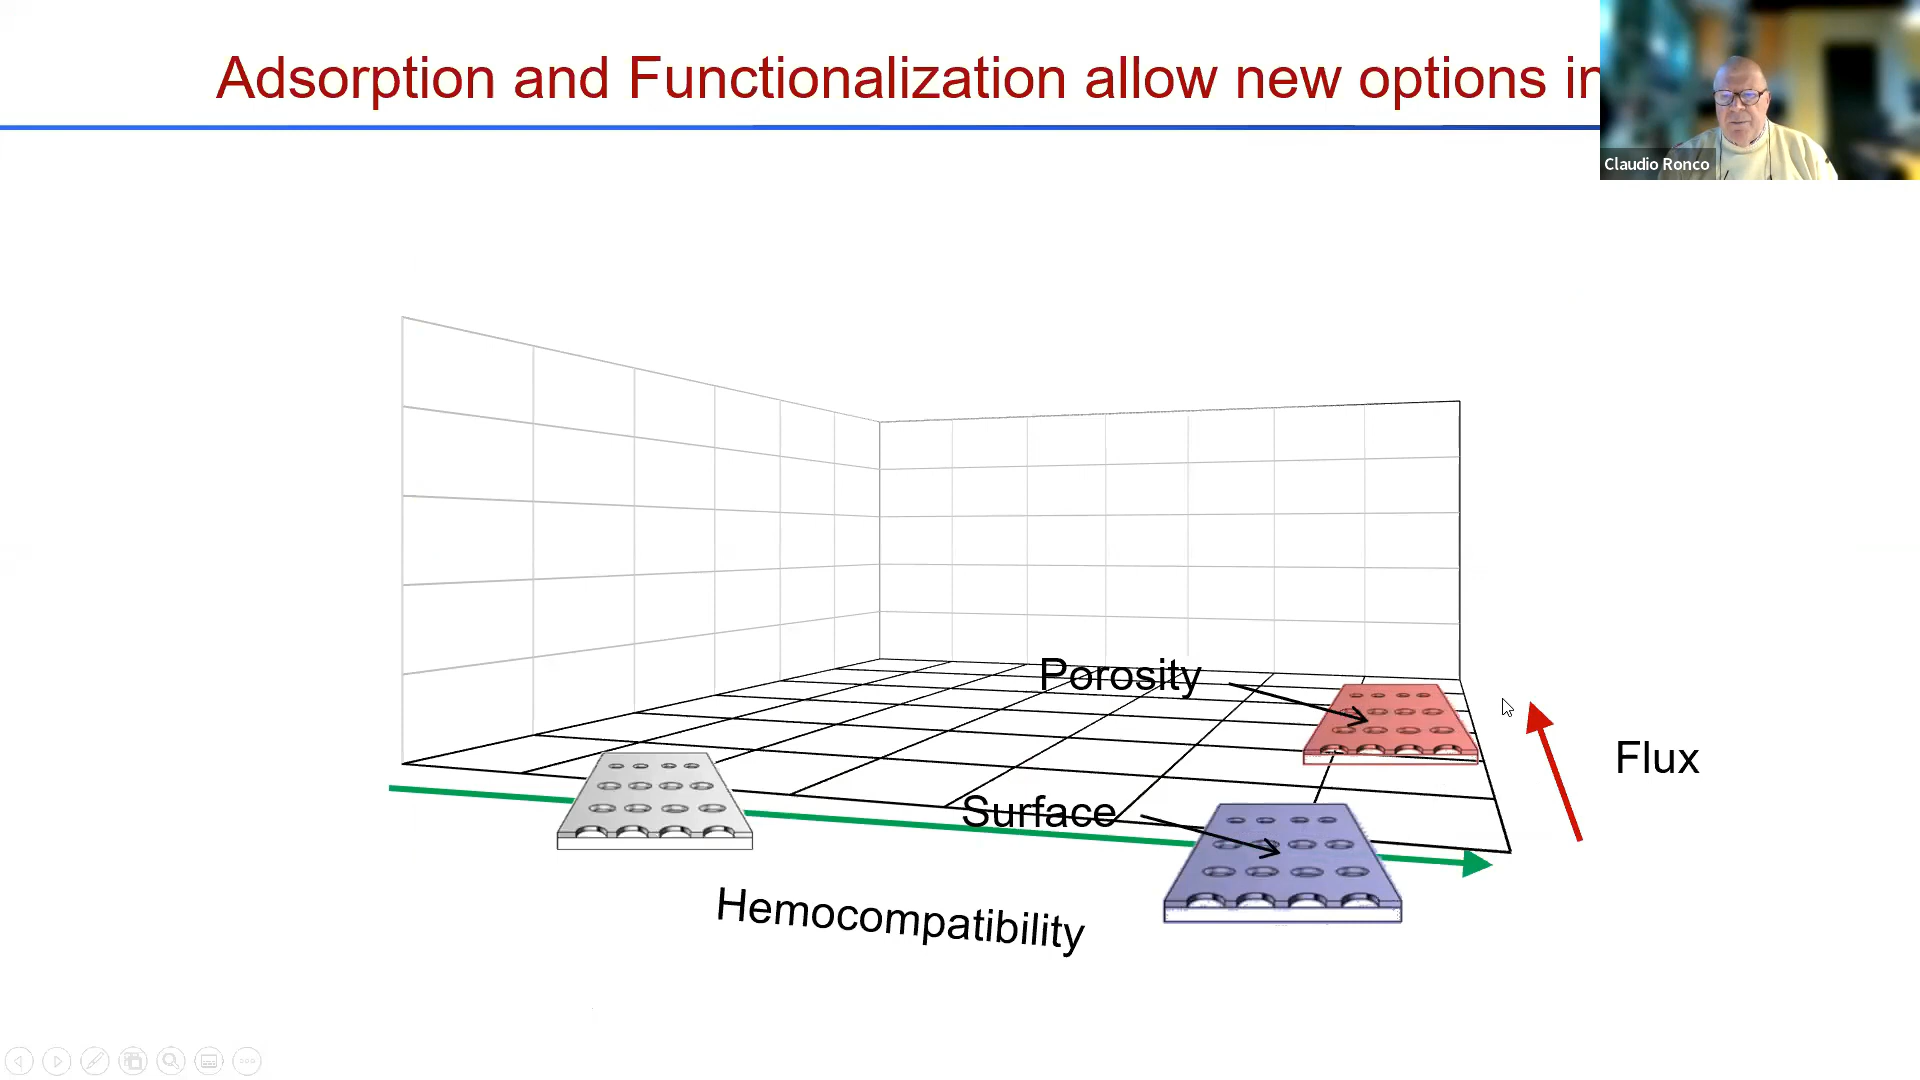 Adsorption and Functionalization allow new options in
Claudio Ronco
Porosity
Flux
Surface
Hemocompatibility